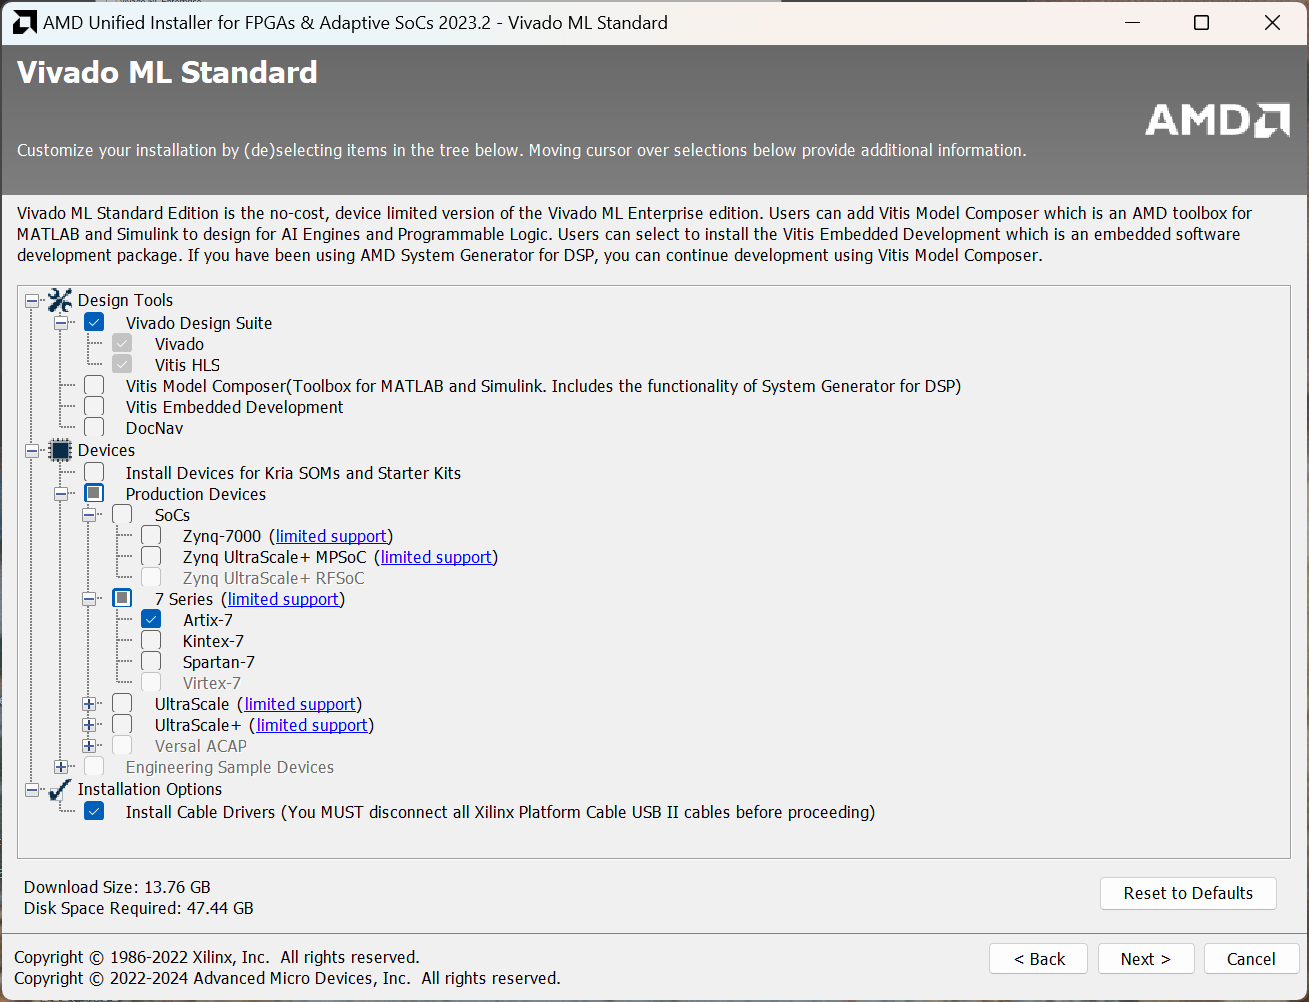 AMD Unified Installer for FPGAs & Adaptive SoCs 2023.2 - Vivado ML Standard
Vivado ML Standard
AMD
Customize your installation by (de)selecting items in the tree below. Moving cursor over selections below provide additional information.
Vivado ML Standard Edition is the no-cost, device limited version of the Vivado ML Enterprise edition. Users can add Vitis Model Composer which is an AMD toolbox for
MATLAB and Simulink to design for AI Engines and Programmable Logic. Users can select to install the Vitis Embedded Development which is an embedded software
development package. If you have been using AMD System Generator for DSP, you can continue development using Vitis Model Composer.
Design Tools
Vivado Design Suite
Vivado
Vitis HLS
Vitis Model Composer(Toolbox for MATLAB and Simulink. Includes the functionality of System Generator for DSP)
Vitis Embedded Development
DocNav
Devices
Install Devices for Kria SOMs and Starter Kits
Production Devices
SoCs
Zynq-7000 (limited support)
Zynq UltraScale+ MPSoC (limited support)
Zynq UltraScale+ RFSoC
7 Series (limited support)
Artix-7
Kintex-7
Spartan-7
Virtex-7
UltraScale (limited support)
UltraScale+ (limited support)
Versal ACAP
Engineering Sample Devices
Installation Options
Install Cable Drivers (You MUST disconnect all Xilinx Platform Cable USB II cables before proceeding)
Download Size: 13.76 GB
Disk Space Required: 47.44 GB
Reset to Defaults
Copyright © 1986-2022 Xilinx, Inc. All rights reserved.
Copyright © 2022-2024 Advanced Micro Devices, Inc. All rights reserved.
< Back
Next >
Cancel